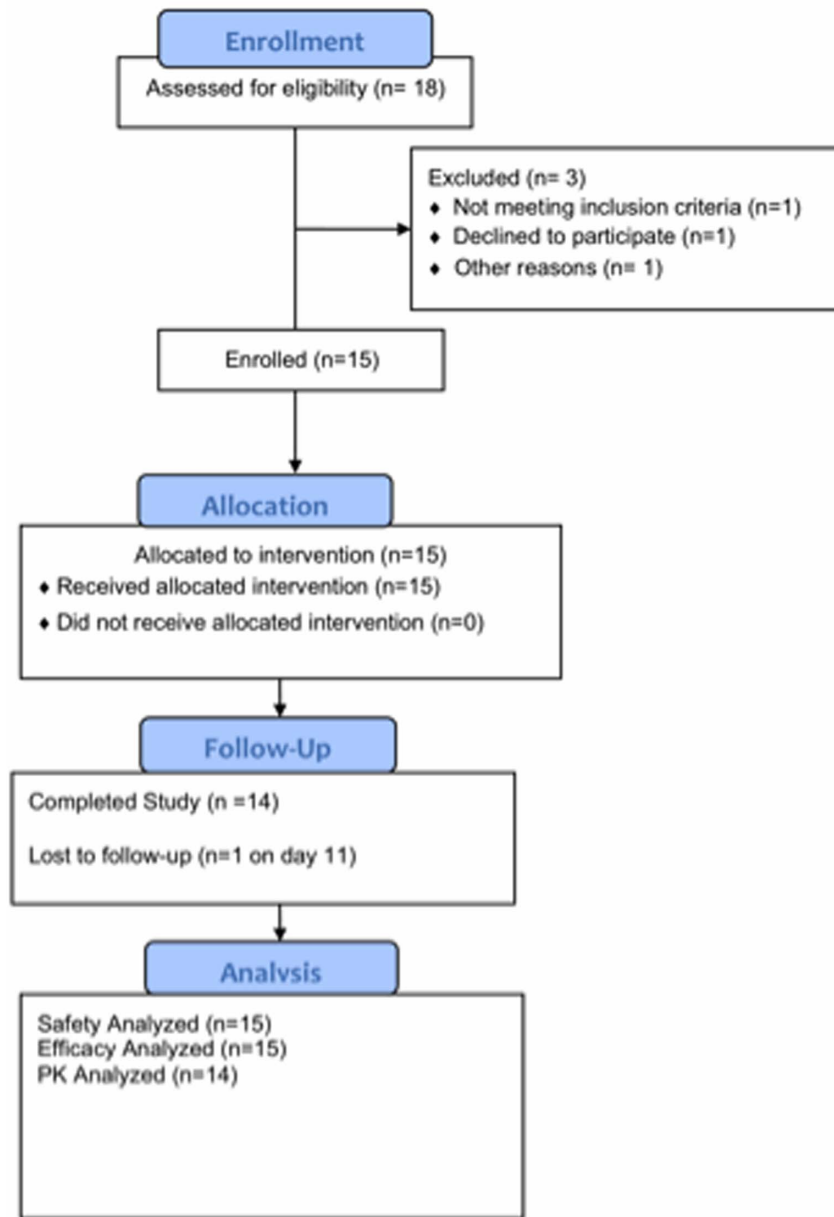 Enrollment
Assessed for eligibility (n= 18)
Excluded (n= 3)
♦ Not meeting inclusion criteria (n=1)
♦ Declined to participate (n=1)
♦ Other reasons (n= 1)
Enrolled (n=15)
Allocation
Allocated to intervention (n=15)
♦ Received allocated intervention (n=15)
♦ Did not receive allocated intervention (n=0)
Follow-Up
Completed Study (n =14)
Lost to follow-up (n=1 on day 11)
Analysis
Safety Analyzed (n=15)
Efficacy Analyzed (n=15)
PK Analyzed (n=14)